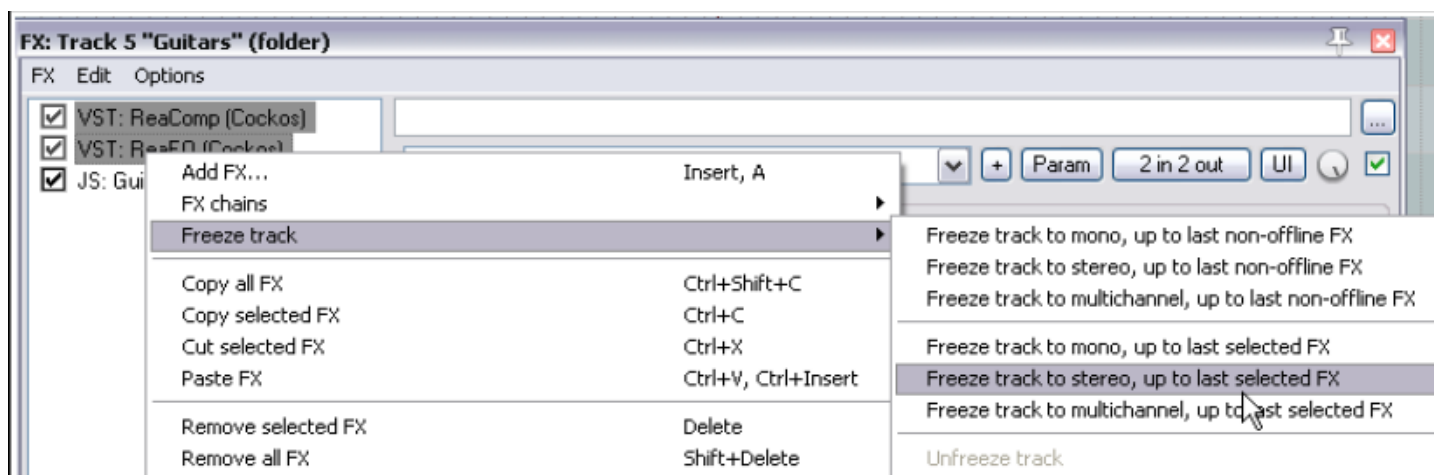 FX: Track 5 "Guitars" (folder)
FX Edit Options
VST: ReaComp (Cockos)
...
VST: ReaEQ (Cockos)
+ Param 2 in 2 out UI
JS: Gui
Add FX... Insert, A
FX chains
Freeze track
Copy all FX Ctrl+Shift+C
Copy selected FX Ctrl+C
Cut selected FX Ctrl+X
Paste FX Ctrl+V, Ctrl+Insert
Remove selected FX Delete
Remove all FX Shift+Delete
Freeze track to mono, up to last non-offline FX
Freeze track to stereo, up to last non-offline FX
Freeze track to multichannel, up to last non-offline FX
Freeze track to mono, up to last selected FX
Freeze track to stereo, up to last selected FX
Freeze track to multichannel, up to last selected FX
Unfreeze track